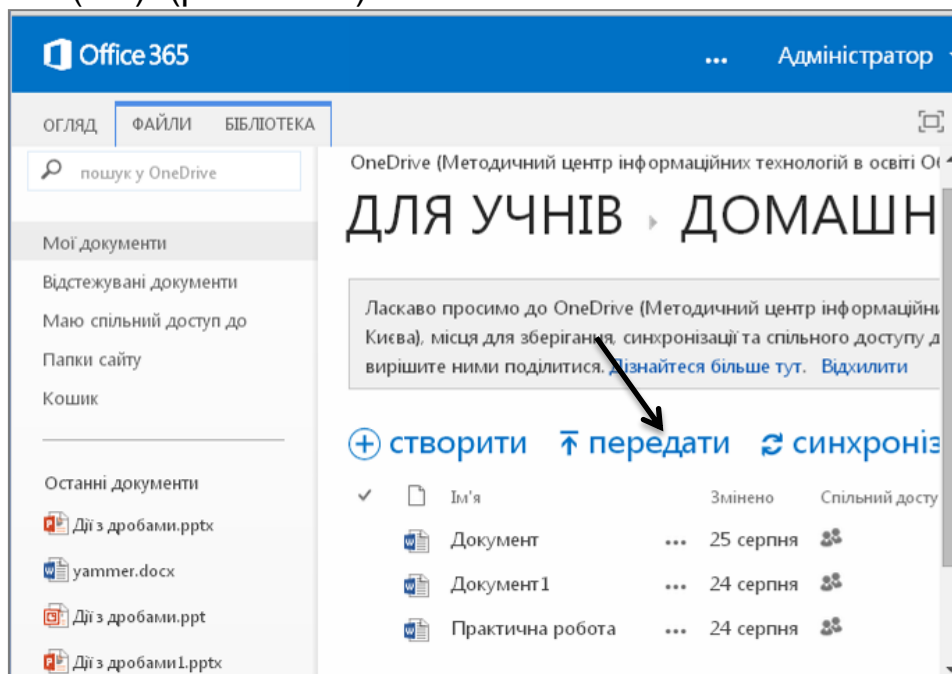 Office 365
... Адміністратор
ОГЛЯД ФАЙЛИ БІБЛІОТЕКА
пошук у OneDrive
Мої документи
Відстежувані документи
Маю спільний доступ до
Папки сайту
Кошик
Останні документи
Дії з дробами.pptx
yammer.docx
Дії з дробами.ppt
Дії з дробами1.pptx
OneDrive (Методичний центр інформаційних технологій в освіті
ДЛЯ УЧНІВ ▸ ДОМАШН
Ласкаво просимо до OneDrive (Методичний центр інформаційни
Києва), місця для зберігання, синхронізації та спільного доступу д
вирішите ними поділитися. Дізнайтеся більше тут. Відхилити
створити передати синхроніз
Ім'я Змінено Спільний досту
Документ ... 25 серпня
Документ1 ... 24 серпня
Практична робота ... 24 серпня